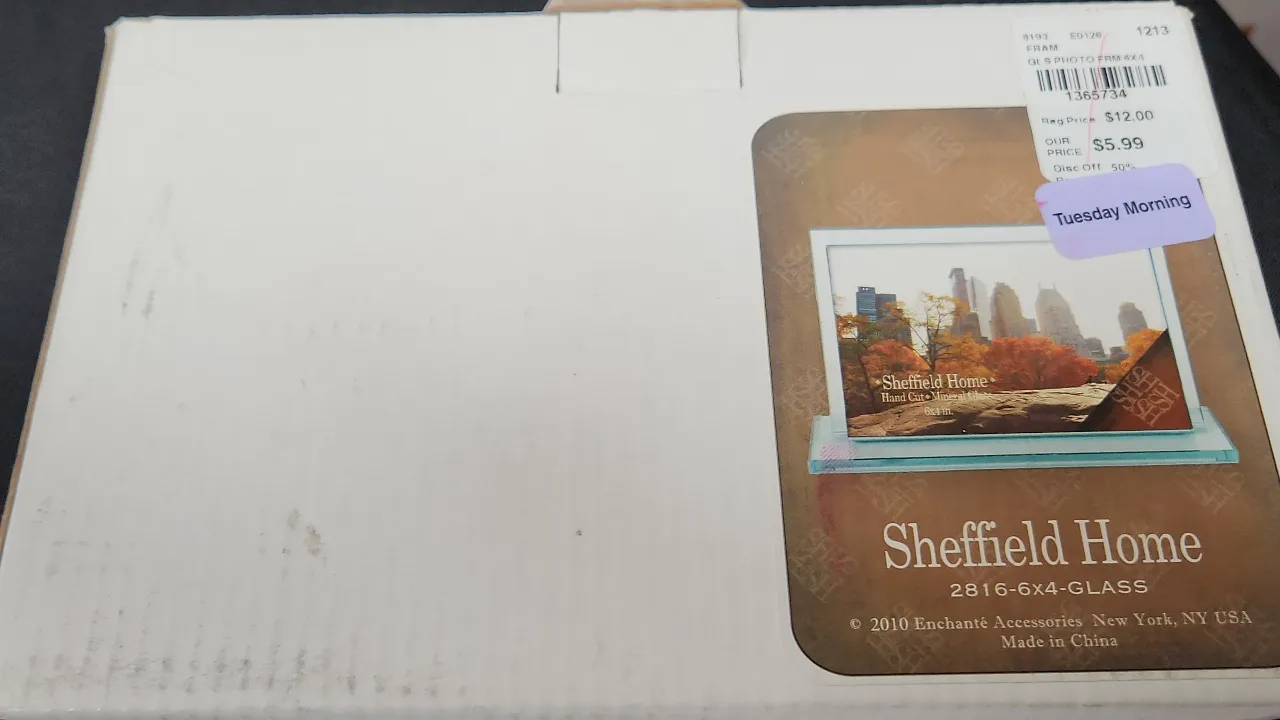 8193 E0126 1213
FRAM
GLS PHOTO FRM 6X4
1365734
Reg Price $12.00
OUR PRICE $5.99
Disc Off 50%
Tuesday Morning
Sheffield Home
Hand Cut • Mineral Glass
6x4 in.
Sheffield Home
2816-6x4-GLASS
© 2010 Enchanté Accessories New York, NY USA
Made in China